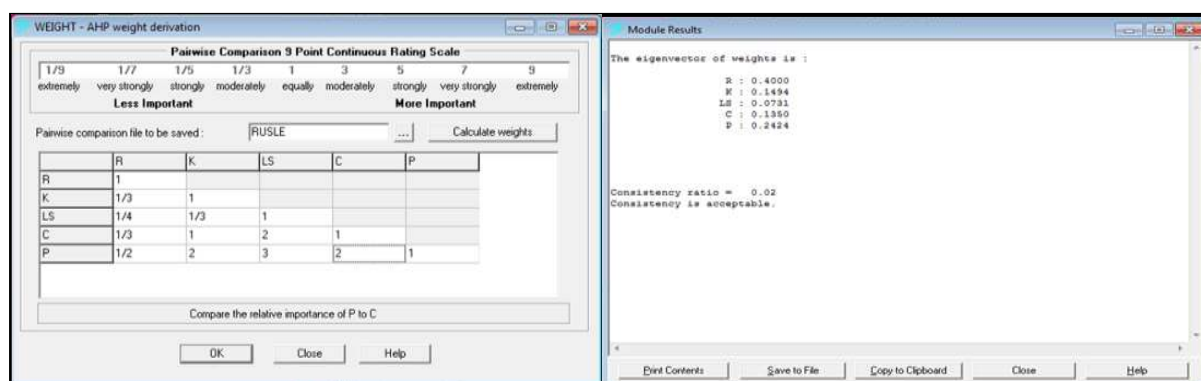 WEIGHT - AHP weight derivation
Pairwise Comparison 9 Point Continuous Rating Scale
1/9 1/7 1/5 1/3 1 3 5 7 9
extremely very strongly strongly moderately equally moderately strongly very strongly extremely
Less Important More Important
Pairwise comparison file to be saved : RUSLE ... Calculate weights
R K LS C P
R 1
K 1/3 1
LS 1/4 1/3 1
C 1/3 1 2 1
P 1/2 2 3 2 1
Compare the relative importance of P to C
OK Close Help
Module Results
The eigenvector of weights is :
R : 0.4000
K : 0.1494
LS : 0.0731
C : 0.1350
P : 0.2424
Consistency ratio = 0.02
Consistency is acceptable.
Print Contents Save to File Copy to Clipboard Close Help